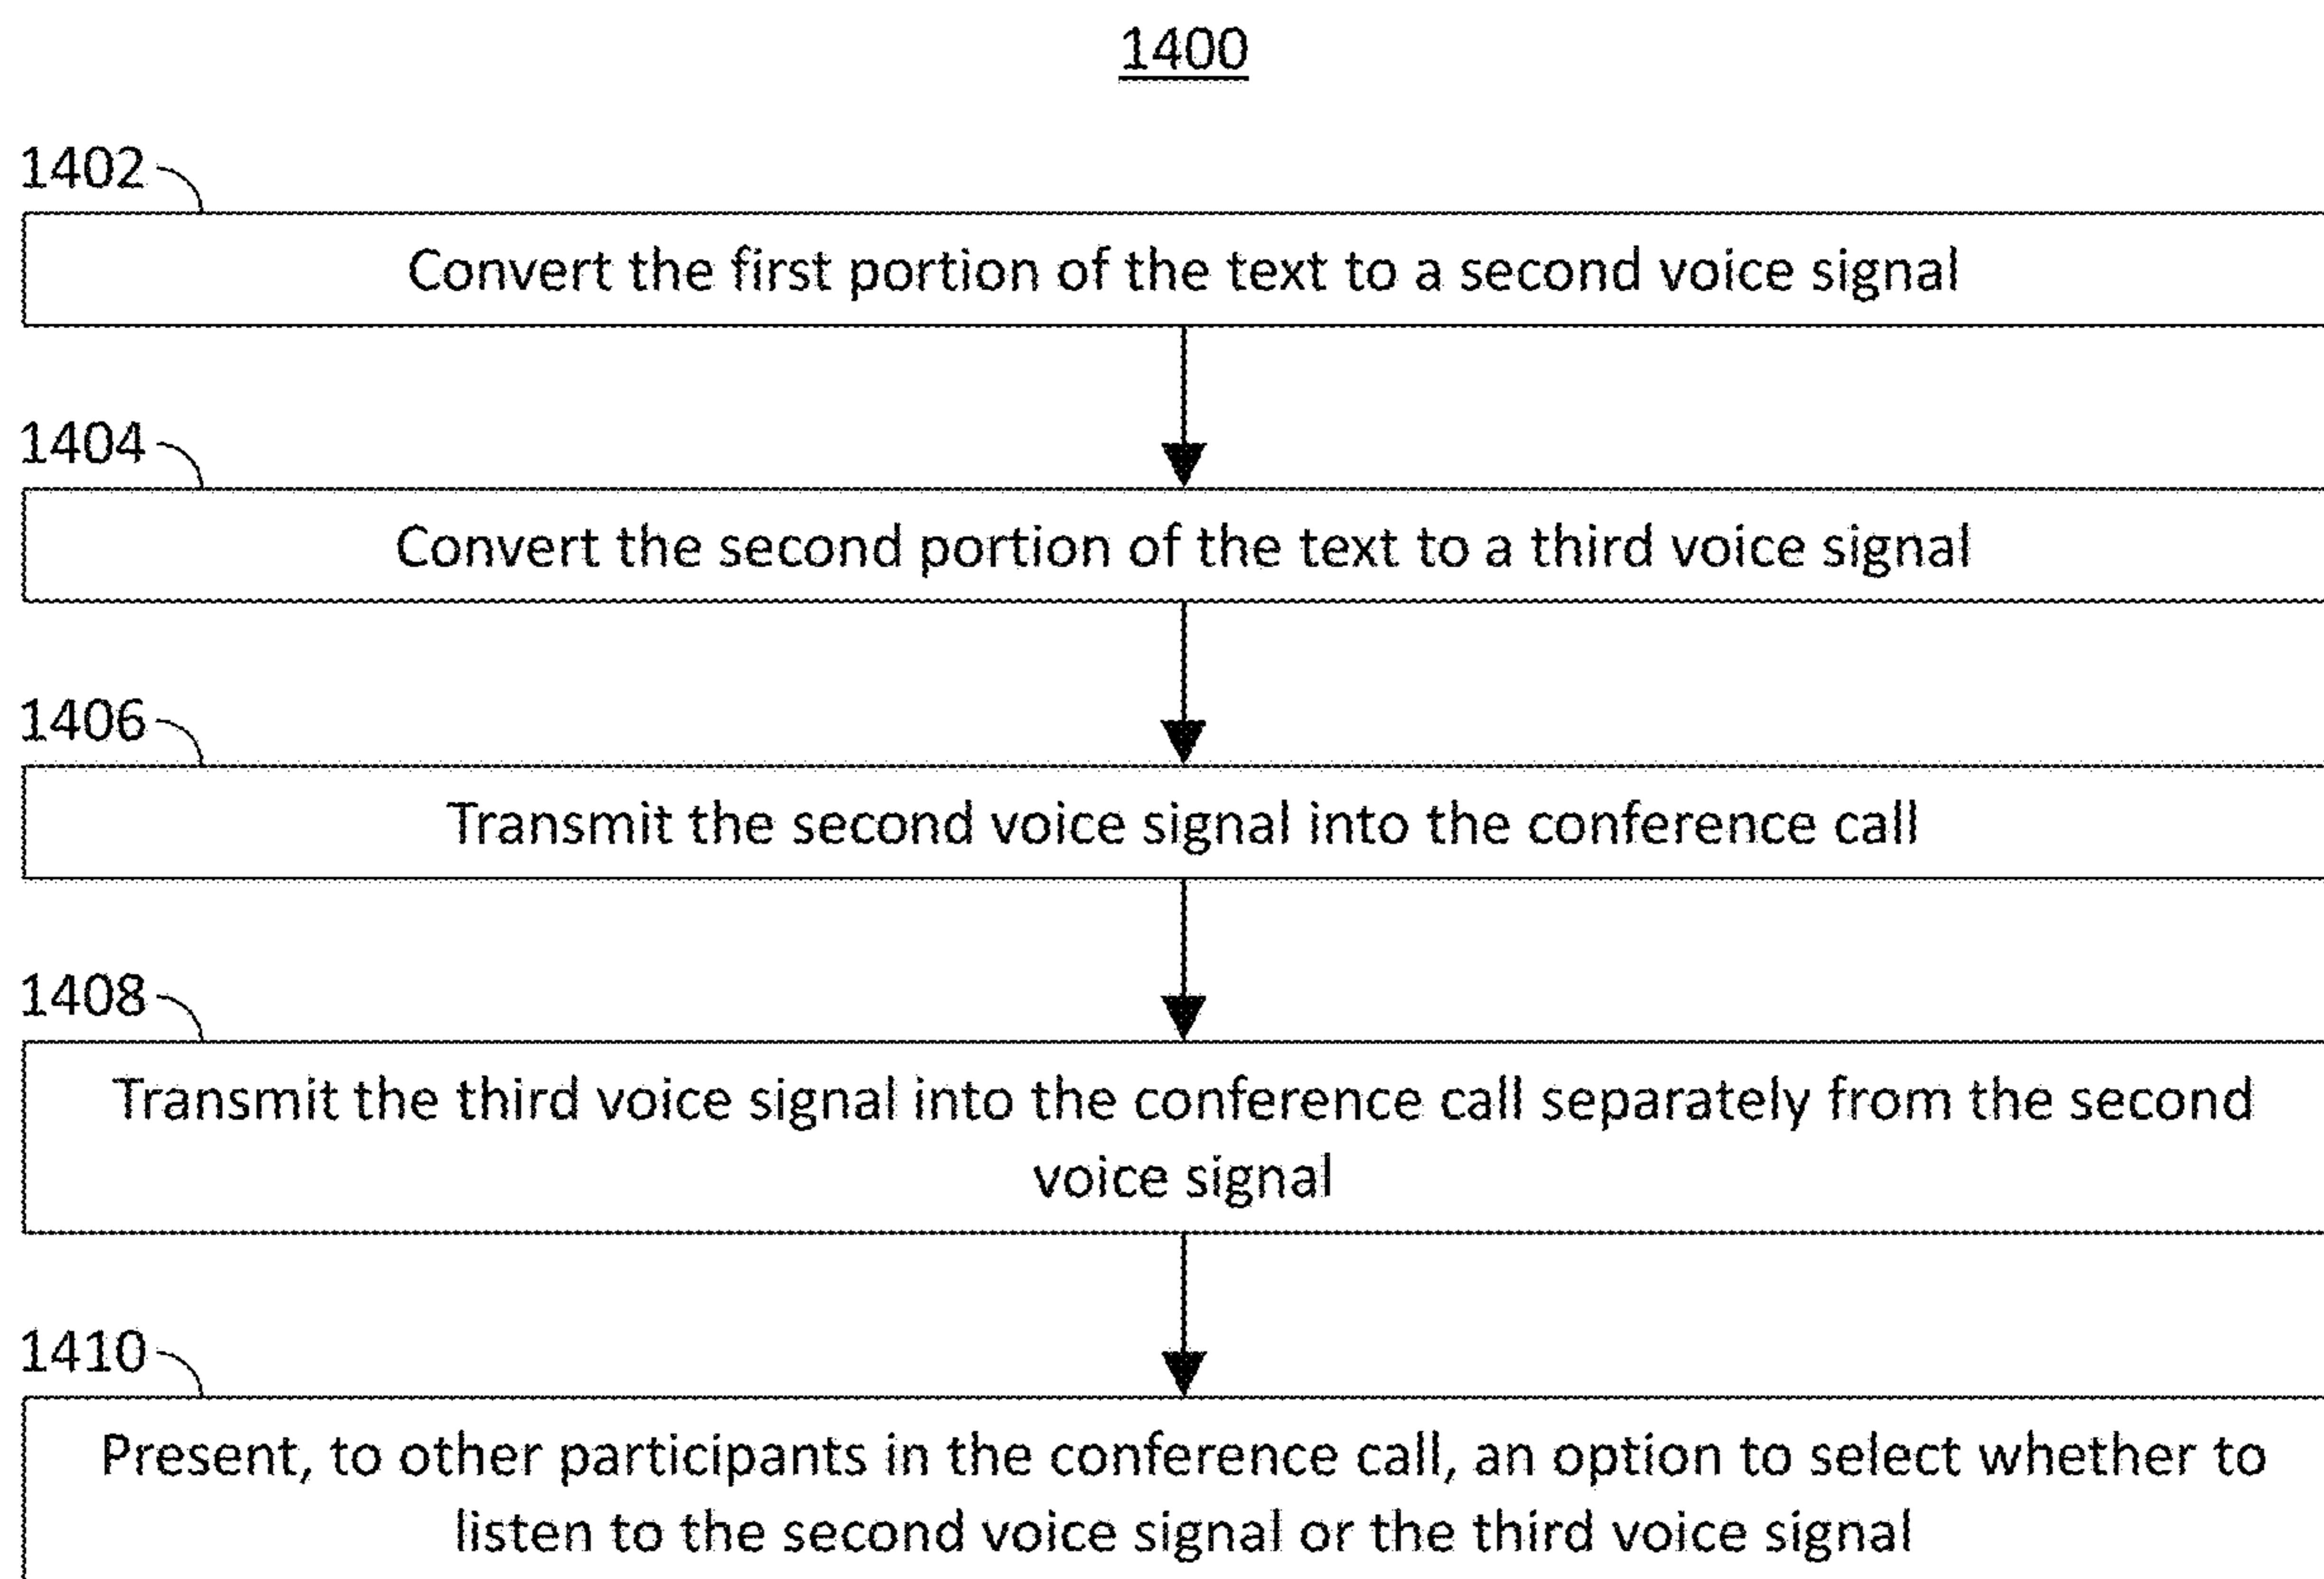 1400
1402
Convert the first portion of the text to a second voice signal
1404
Convert the second portion of the text to a third voice signal
1406
Transmit the second voice signal into the conference call
1408
Transmit the third voice signal into the conference call separately from the second
voice signal
1410
Present, to other participants in the conference call, an option to select whether to
listen to the second voice signal or the third voice signal